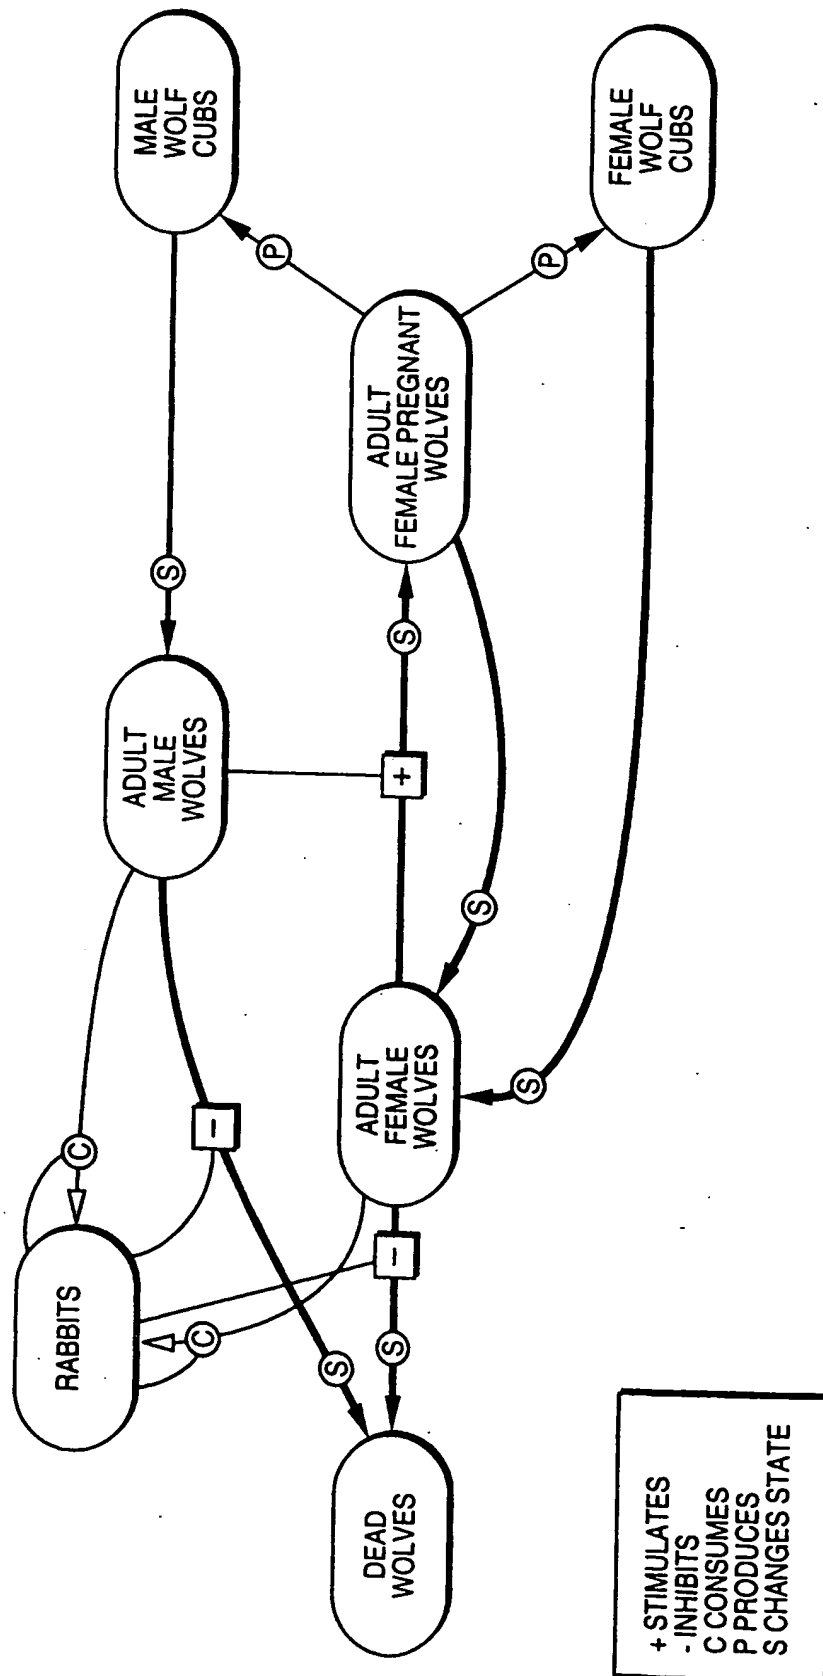 RABBITS
C
ADULT
MALE
WOLVES
S
MALE
WOLF
CUBS
C
−
P
S
DEAD
WOLVES
S
−
ADULT
FEMALE
WOLVES
+
S
ADULT
FEMALE PREGNANT
WOLVES
S
S
P
FEMALE
WOLF
CUBS
+ STIMULATES
- INHIBITS
C CONSUMES
P PRODUCES
S CHANGES STATE